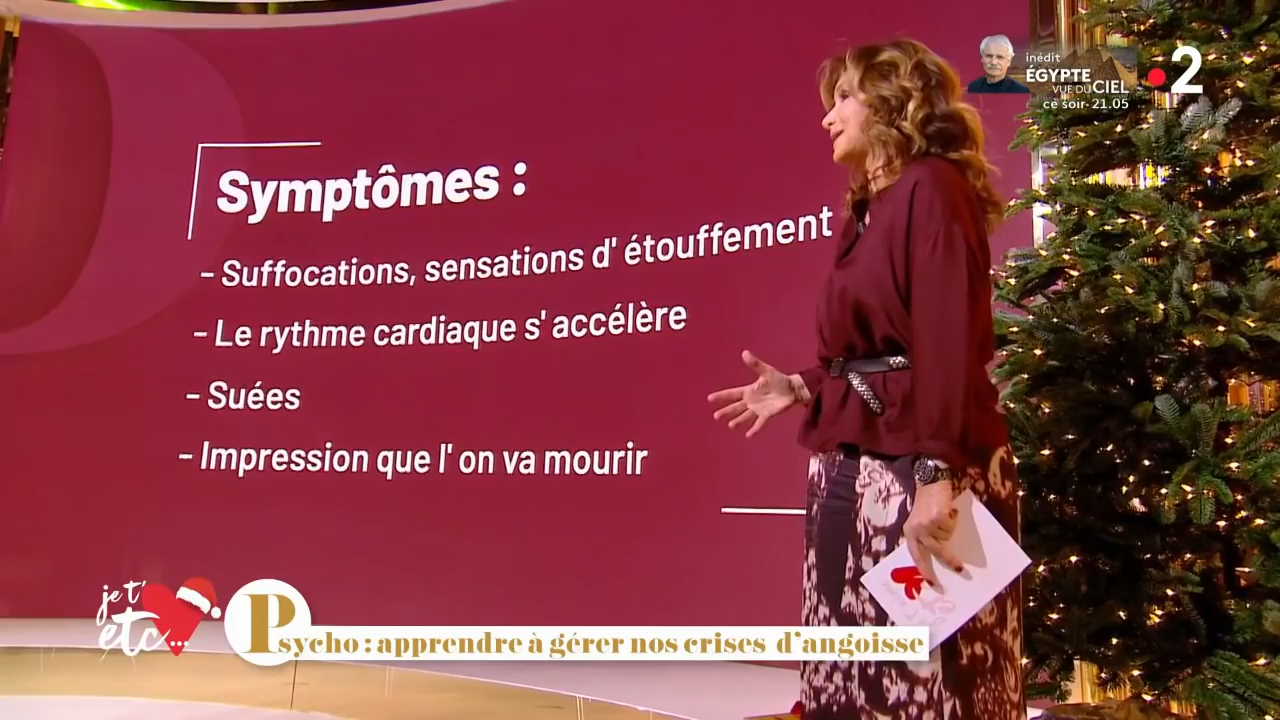 inédit
ÉGYPTE
VUE DU CIEL
ce soir - 21.05
2
Symptômes :
- Suffocations, sensations d' étouffement
- Le rythme cardiaque s' accélère
- Suées
- Impression que l' on va mourir
je t'
etc...
Psycho : apprendre à gérer nos crises d'angoisse